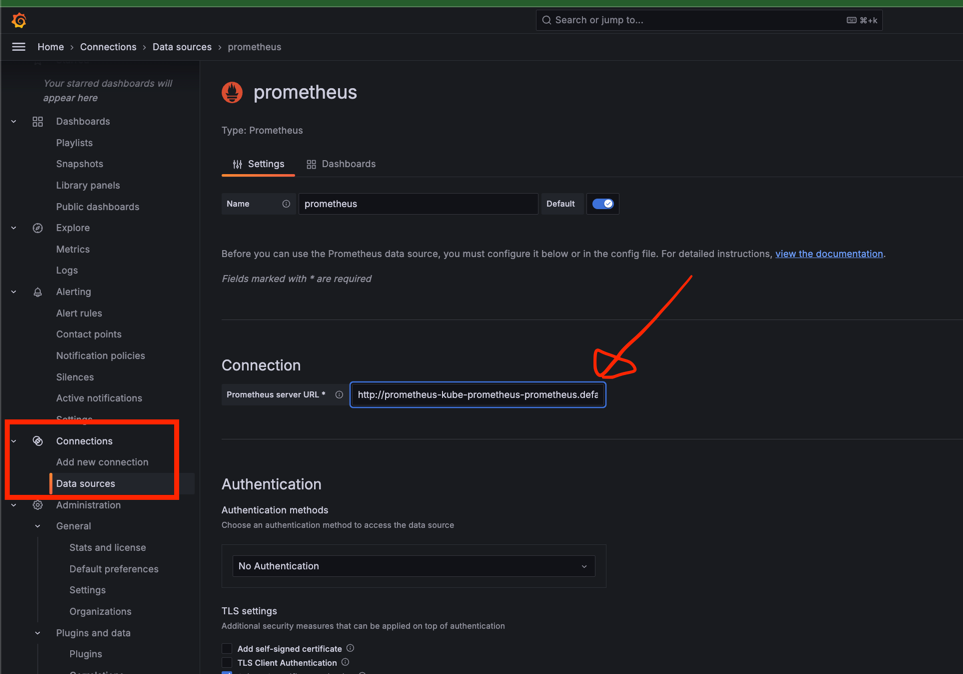 Search or jump to...
⌘+k
Home › Connections › Data sources › prometheus
Your starred dashboards will
appear here
Dashboards
Playlists
Snapshots
Library panels
Public dashboards
Explore
Metrics
Logs
Alerting
Alert rules
Contact points
Notification policies
Silences
Active notifications
Settings
Connections
Add new connection
Data sources
Administration
General
Stats and license
Default preferences
Settings
Organizations
Plugins and data
Plugins
prometheus
Type: Prometheus
Settings
Dashboards
Name
prometheus
Default
Before you can use the Prometheus data source, you must configure it below or in the config file. For detailed instructions, view the documentation.
Fields marked with * are required
Connection
Prometheus server URL *
http://prometheus-kube-prometheus-prometheus.defa
Authentication
Authentication methods
Choose an authentication method to access the data source
No Authentication
TLS settings
Additional security measures that can be applied on top of authentication
Add self-signed certificate
TLS Client Authentication